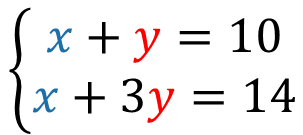 x + y = 10
x + 3y = 14